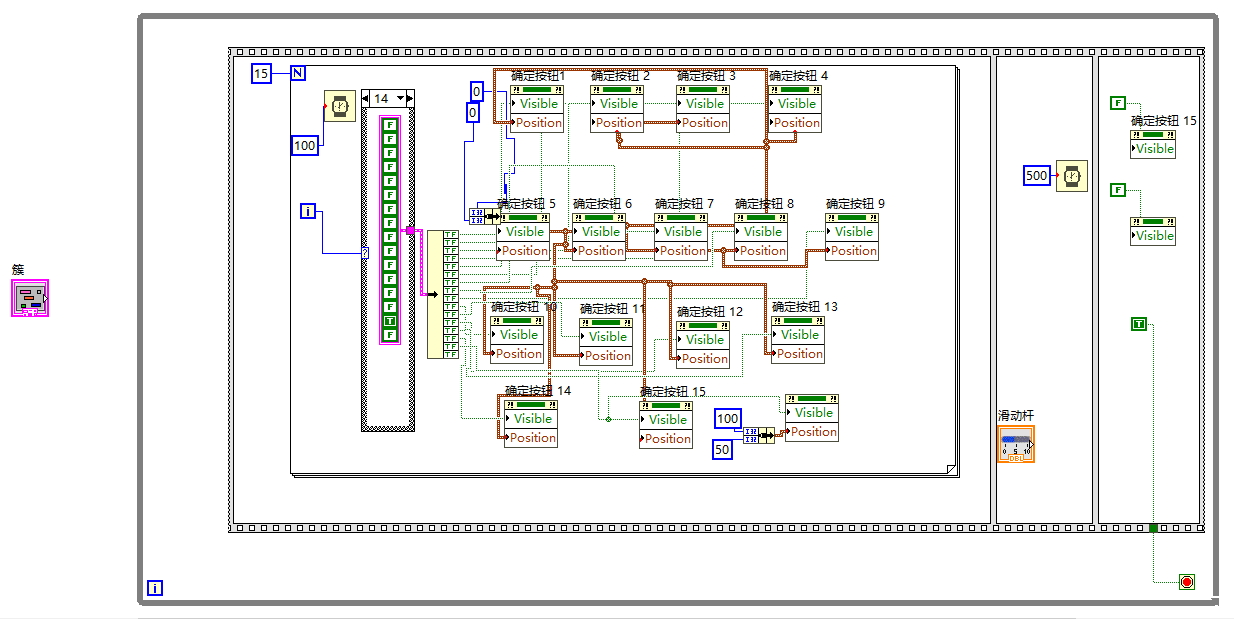 15
N
确定按钮1
确定按钮 2
确定按钮 3
确定按钮 4
0
Visible
Visible
Visible
Visible
14
100
0
Position
Position
Position
Position
F
确定按钮 15
Visible
F
F
F
F
F
F
F
F
F
F
F
F
F
F
T
F
i
?
500
F
确定按钮 5
确定按钮 6
确定按钮 7
确定按钮 8
确定按钮 9
Visible
Visible
Visible
Visible
Visible
Visible
Position
Position
Position
Position
Position
簇
确定按钮 10
确定按钮 11
确定按钮 12
确定按钮 13
Visible
Visible
Visible
Visible
Position
Position
Position
Position
T
确定按钮 14
确定按钮 15
Visible
Visible
100
Visible
Position
Position
50
Position
滑动杆
0 5 10
DBL
i